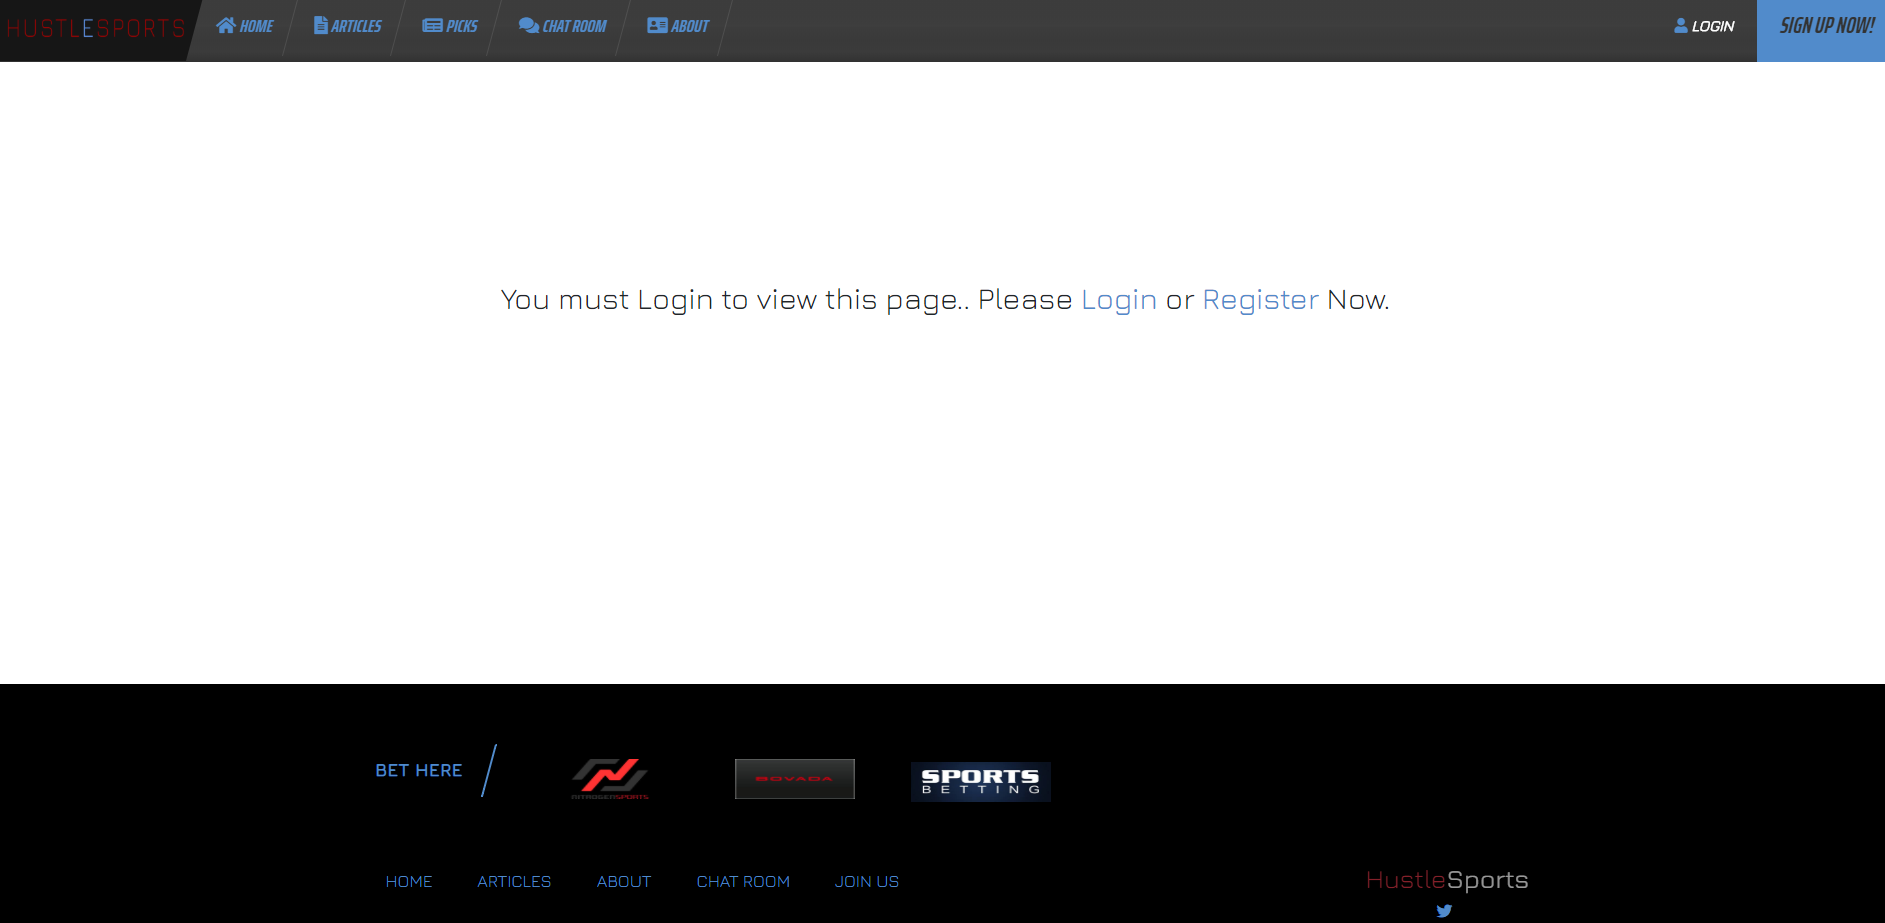 HUSTLESPORTS
HOME
ARTICLES
PICKS
CHAT ROOM
ABOUT
LOGIN
SIGN UP NOW!
You must Login to view this page.. Please Login or Register Now.
BET HERE
NITROGENSPORTS
BOVADA
SPORTS
BETTING
HOME
ARTICLES
ABOUT
CHAT ROOM
JOIN US
HustleSports